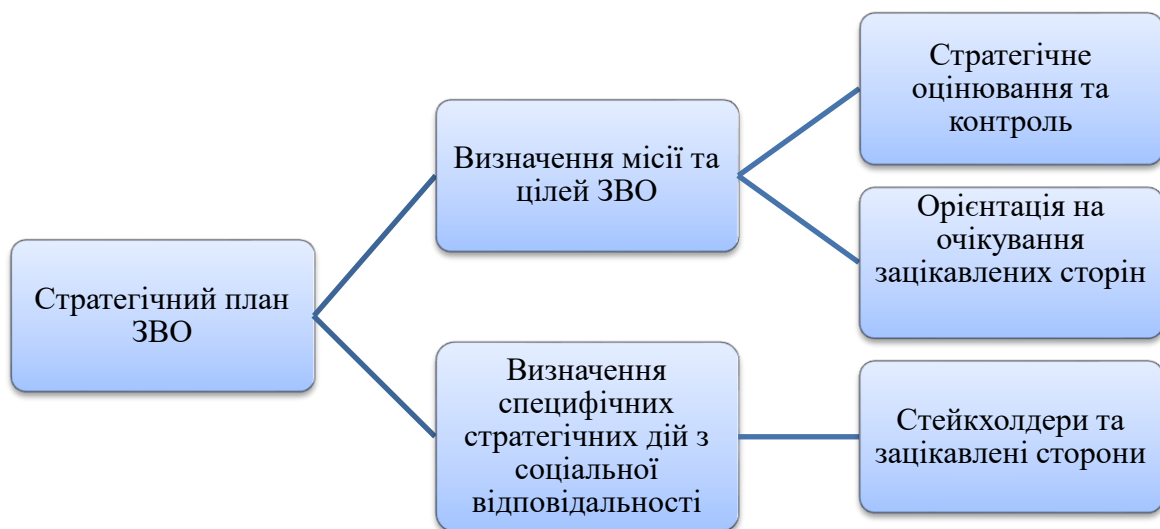 Стратегічний план
ЗВО
Визначення місії та
цілей ЗВО
Стратегічне
оцінювання та
контроль
Орієнтація на
очікування
зацікавлених сторін
Визначення
специфічних
стратегічних дій з
соціальної
відповідальності
Стейкхолдери та
зацікавлені сторони